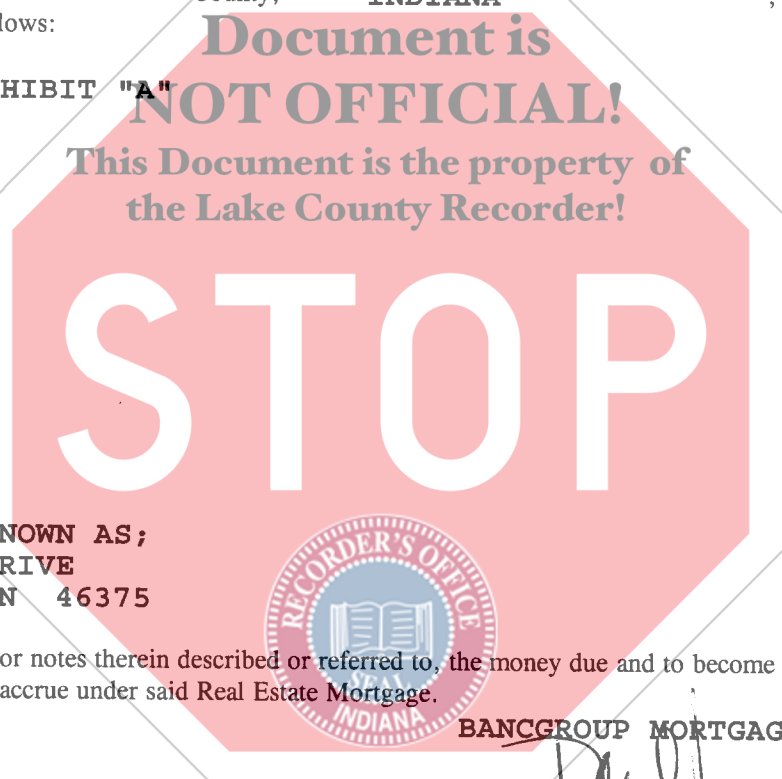 County, INDIANA ,
lows:
Document is
HIBIT "A"
NOT OFFICIAL!
This Document is the property of
the Lake County Recorder!
STOP
NOWN AS;
RIVE
N 46375
RECORDER'S OFFICE
or notes therein described or referred to, the money due and to become
accrue under said Real Estate Mortgage.
SEAL
INDIANA
BANCGROUP MORTGAG